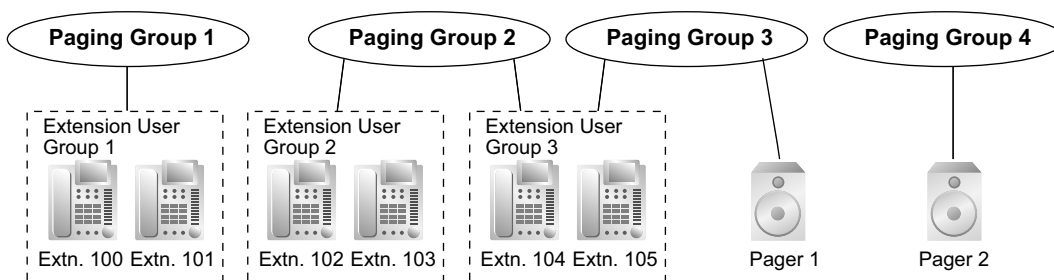 Paging Group 1
Paging Group 2
Paging Group 3
Paging Group 4
Extension User
Group 1
Extension User
Group 2
Extension User
Group 3
Extn. 100
Extn. 101
Extn. 102
Extn. 103
Extn. 104
Extn. 105
Pager 1
Pager 2